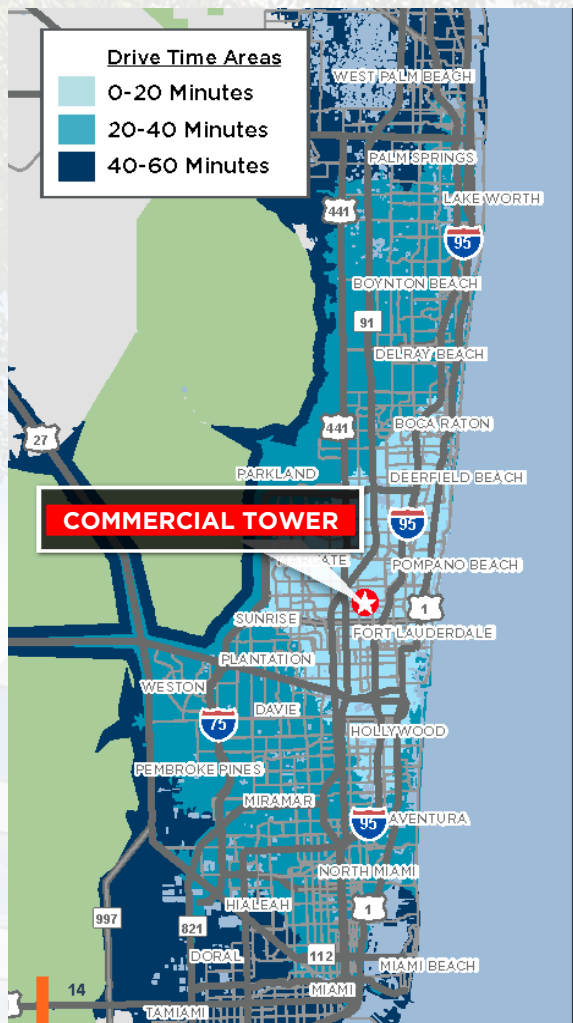 Drive Time Areas
0-20 Minutes
20-40 Minutes
40-60 Minutes
WEST PALM BEACH
PALM SPRINGS
LAKE WORTH
441
95
BOYNTON BEACH
91
DELRAY BEACH
441
BOCA RATON
27
PARKLAND
DEERFIELD BEACH
COMMERCIAL TOWER
95
MARGATE
POMPANO BEACH
1
SUNRISE
FORT LAUDERDALE
PLANTATION
WESTON
DAVIE
75
HOLLYWOOD
PEMBROKE PINES
MIRAMAR
95
AVENTURA
NORTH MIAMI
HIALEAH
1
997
821
DORAL
112
MIAMI BEACH
14
MIAMI
TAMIAMI